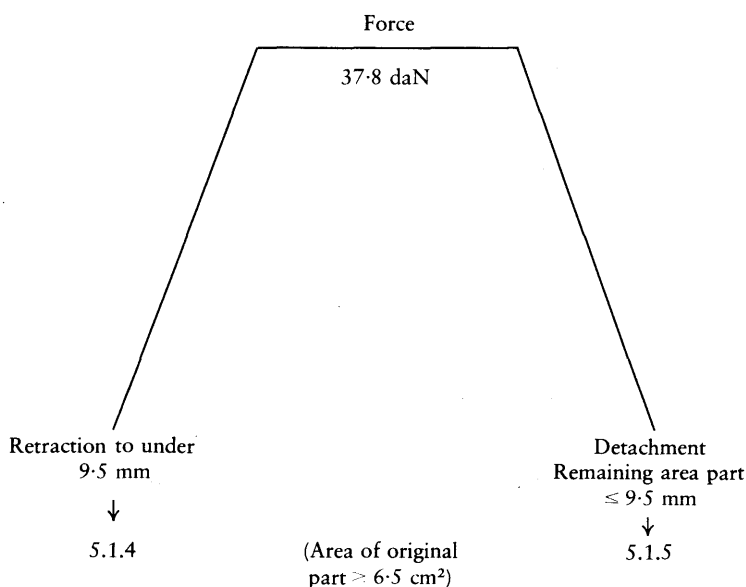 Force
37·8 daN
Retraction to under
9·5 mm
↓
5.1.4
(Area of original
part > 6·5 cm²)
Detachment
Remaining area part
≤ 9·5 mm
↓
5.1.5